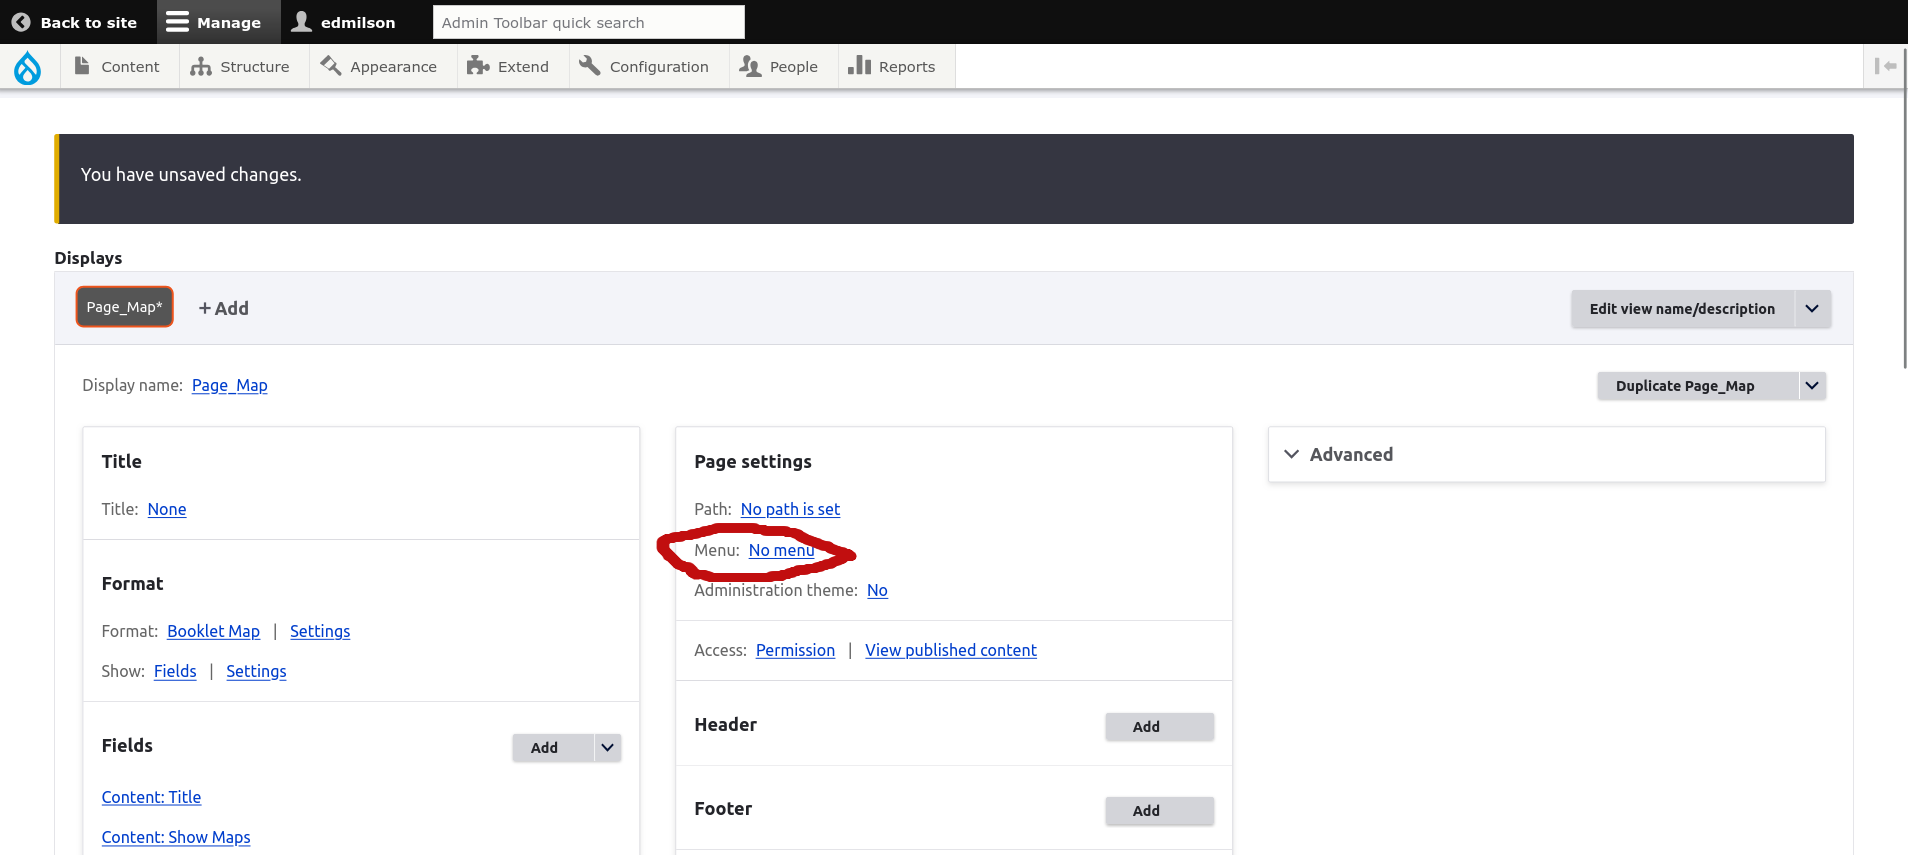 Back to site Manage edmilson Admin Toolbar quick search
Content Structure Appearance Extend Configuration People Reports
You have unsaved changes.
Displays
Page_Map* + Add Edit view name/description
Display name: Page_Map Duplicate Page_Map
Title
Title: None
Format
Format: Booklet Map | Settings
Show: Fields | Settings
Fields Add
Content: Title
Content: Show Maps
Page settings
Path: No path is set
Menu: No menu
Administration theme: No
Access: Permission | View published content
Header Add
Footer Add
Advanced